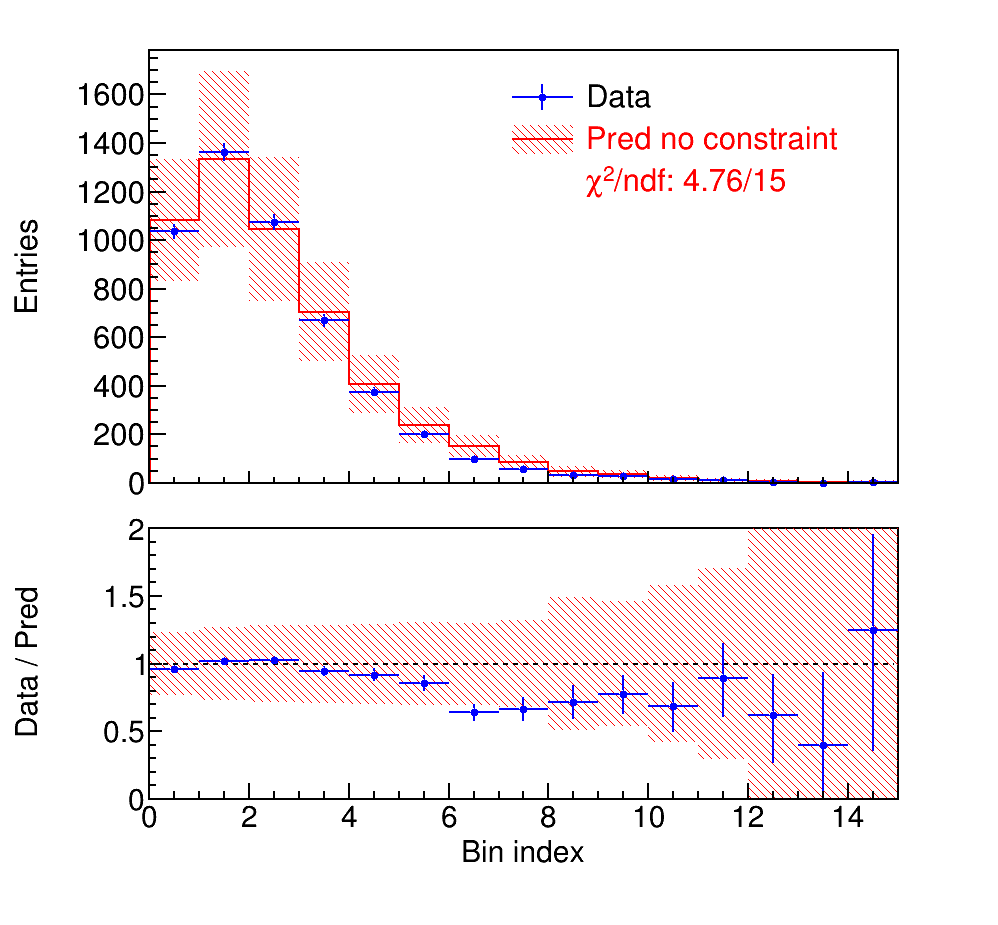 1600
1400
1200
1000
800
600
400
200
0
Entries
Data
Pred no constraint
χ²/ndf: 4.76/15
2
1.5
1
0.5
0
Data / Pred
0 2 4 6 8 10 12 14
Bin index